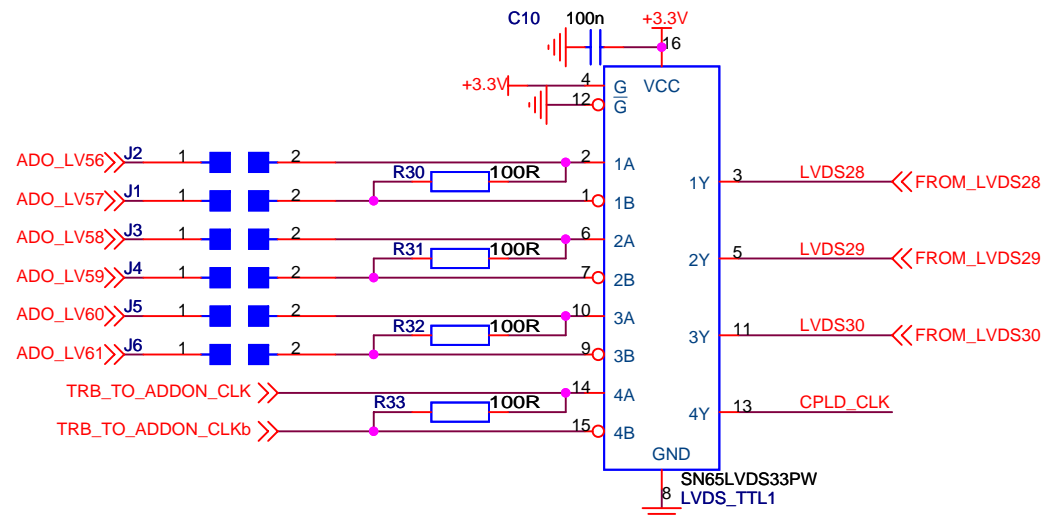 C10 100n +3.3V
16
+3.3V 4 G VCC
12 G
ADO_LV56 J2 1 2 2 1A
R30 100R
1Y 3 LVDS28 FROM_LVDS28
ADO_LV57 J1 1 2 1 1B
ADO_LV58 J3 1 2 6 2A
R31 100R
2Y 5 LVDS29 FROM_LVDS29
ADO_LV59 J4 1 2 7 2B
ADO_LV60 J5 1 2 10 3A
R32 100R
3Y 11 LVDS30 FROM_LVDS30
ADO_LV61 J6 1 2 9 3B
TRB_TO_ADDON_CLK 14 4A
R33 100R
4Y 13 CPLD_CLK
TRB_TO_ADDON_CLKb 15 4B
GND
SN65LVDS33PW
8 LVDS_TTL1